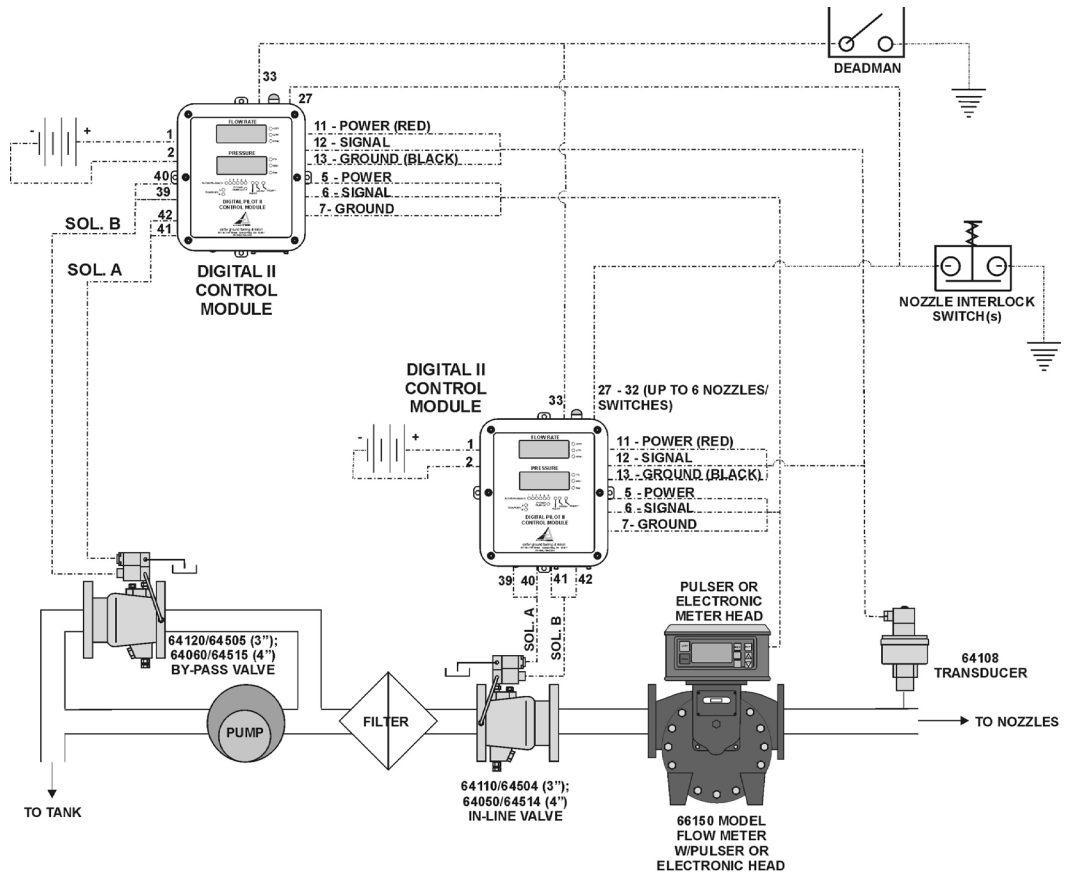 DEADMAN
33
27
FLOW RATE
PRESSURE
DIGITAL PILOT II
CONTROL MODULE
-
+
1
2
40
39
42
41
11 - POWER (RED)
12 - SIGNAL
13 - GROUND (BLACK)
5 - POWER
6 - SIGNAL
7- GROUND
SOL. B
SOL. A
DIGITAL II
CONTROL
MODULE
NOZZLE INTERLOCK
SWITCH(s)
DIGITAL II
CONTROL
MODULE
33
27 - 32 (UP TO 6 NOZZLES/
SWITCHES)
-
+
1
2
FLOW RATE
PRESSURE
DIGITAL PILOT II
CONTROL MODULE
11 - POWER (RED)
12 - SIGNAL
13 - GROUND (BLACK)
5 - POWER
6 - SIGNAL
7- GROUND
39
40
41
42
SOL. A
SOL. B
PULSER OR
ELECTRONIC
METER HEAD
64120/64505 (3”);
64060/64515 (4”)
BY-PASS VALVE
64108
TRANSDUCER
PUMP
FILTER
TO NOZZLES
TO TANK
64110/64504 (3”);
64050/64514 (4”)
IN-LINE VALVE
66150 MODEL
FLOW METER
W/PULSER OR
ELECTRONIC HEAD